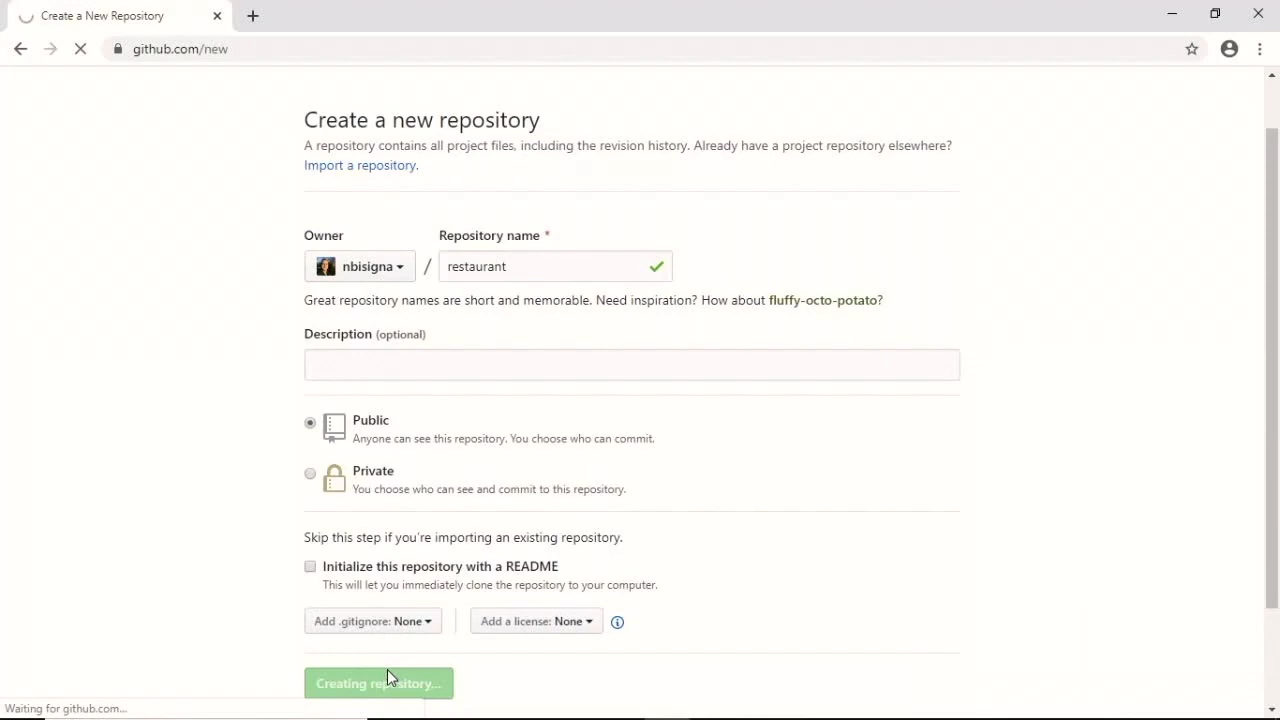 Create a New Repository
github.com/new
Create a new repository
A repository contains all project files, including the revision history. Already have a project repository elsewhere?
Import a repository.
Owner
Repository name *
nbisigna / restaurant
Great repository names are short and memorable. Need inspiration? How about fluffy-octo-potato?
Description (optional)
Public
Anyone can see this repository. You choose who can commit.
Private
You choose who can see and commit to this repository.
Skip this step if you're importing an existing repository.
Initialize this repository with a README
This will let you immediately clone the repository to your computer.
Add .gitignore: None
Add a license: None
Creating repository...
Waiting for github.com...